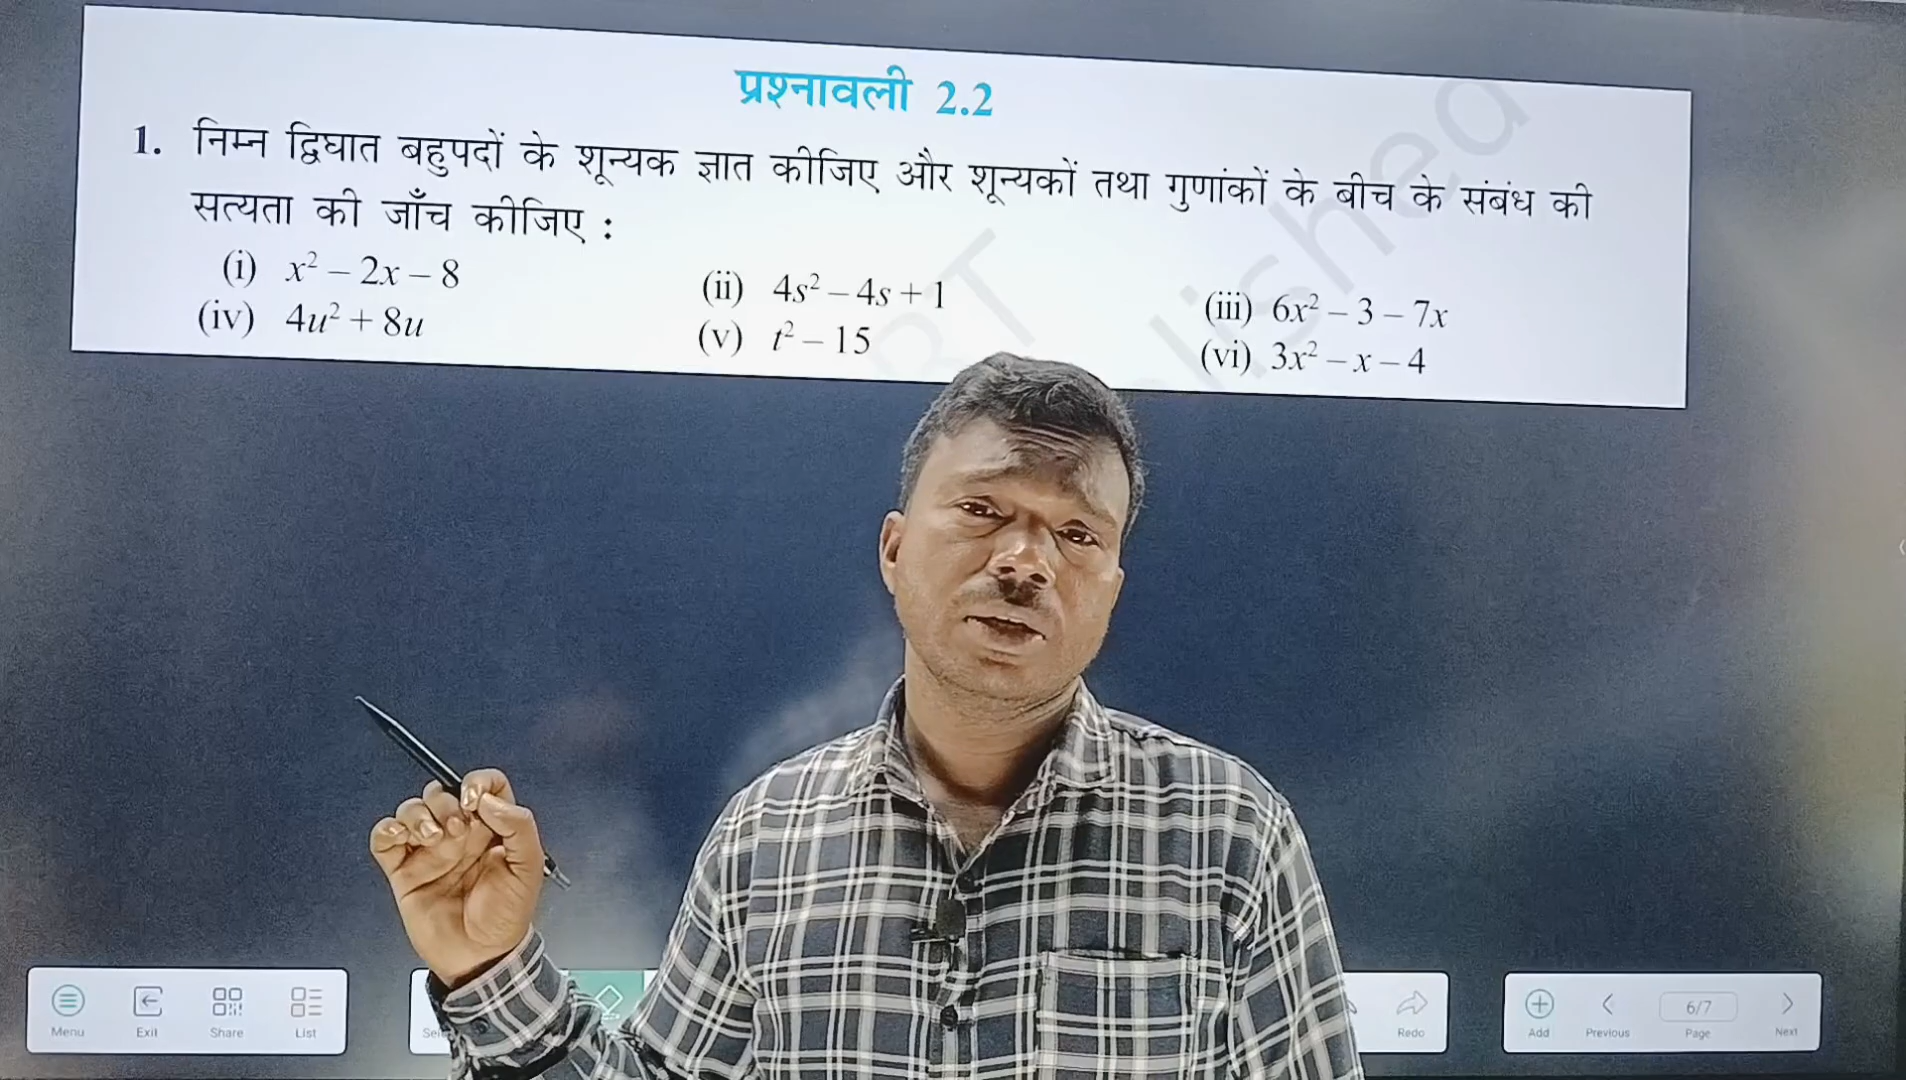 प्रश्नावली 2.2
1. निम्न द्विघात बहुपदों के शून्यक ज्ञात कीजिए और शून्यकों तथा गुणांकों के बीच के संबंध की
सत्यता की जाँच कीजिए :
(i) x² – 2x – 8 (ii) 4s² – 4s + 1 (iii) 6x² – 3 – 7x
(iv) 4u² + 8u (v) t² – 15 (vi) 3x² – x – 4
Menu Exit Share List Redo Add Previous 6/7 Page Next